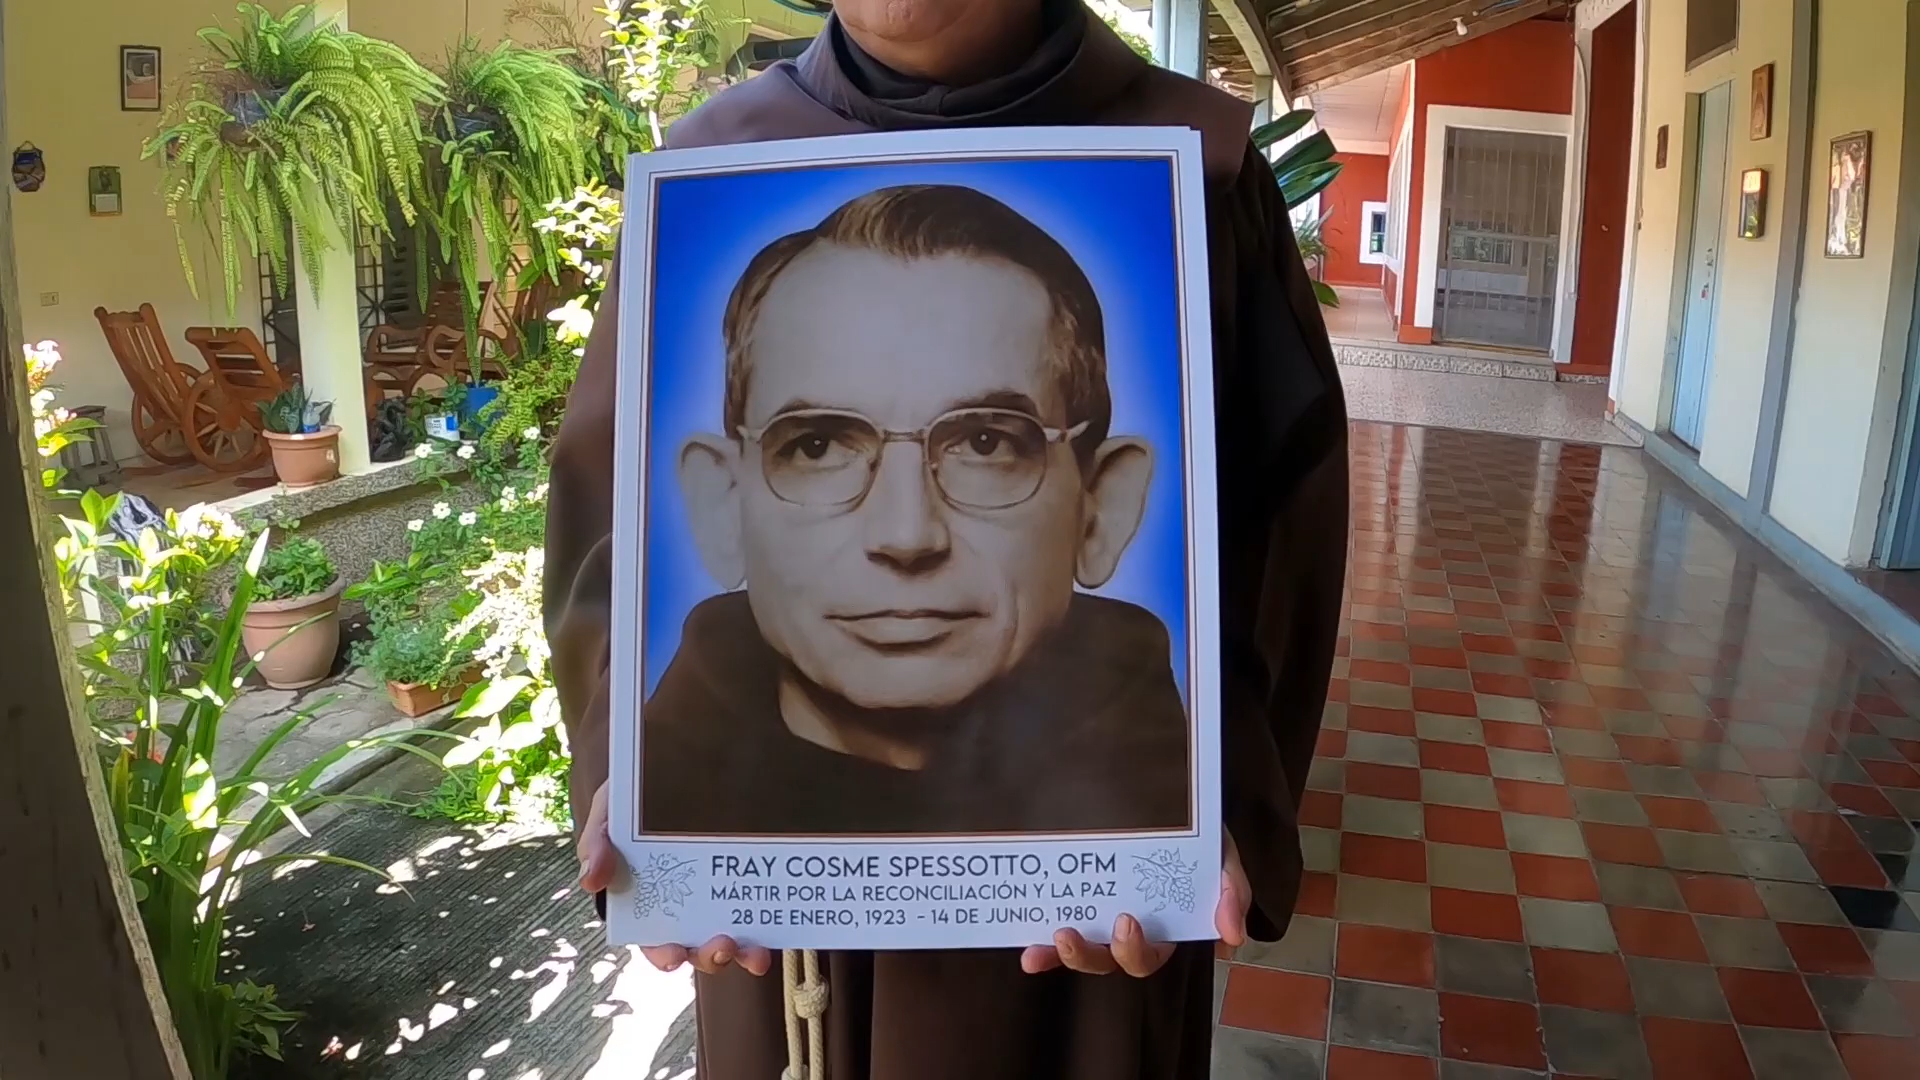 FRAY COSME SPESSOTTO, OFM
MÁRTIR POR LA RECONCILIACIÓN Y LA PAZ
28 DE ENERO, 1923 - 14 DE JUNIO, 1980